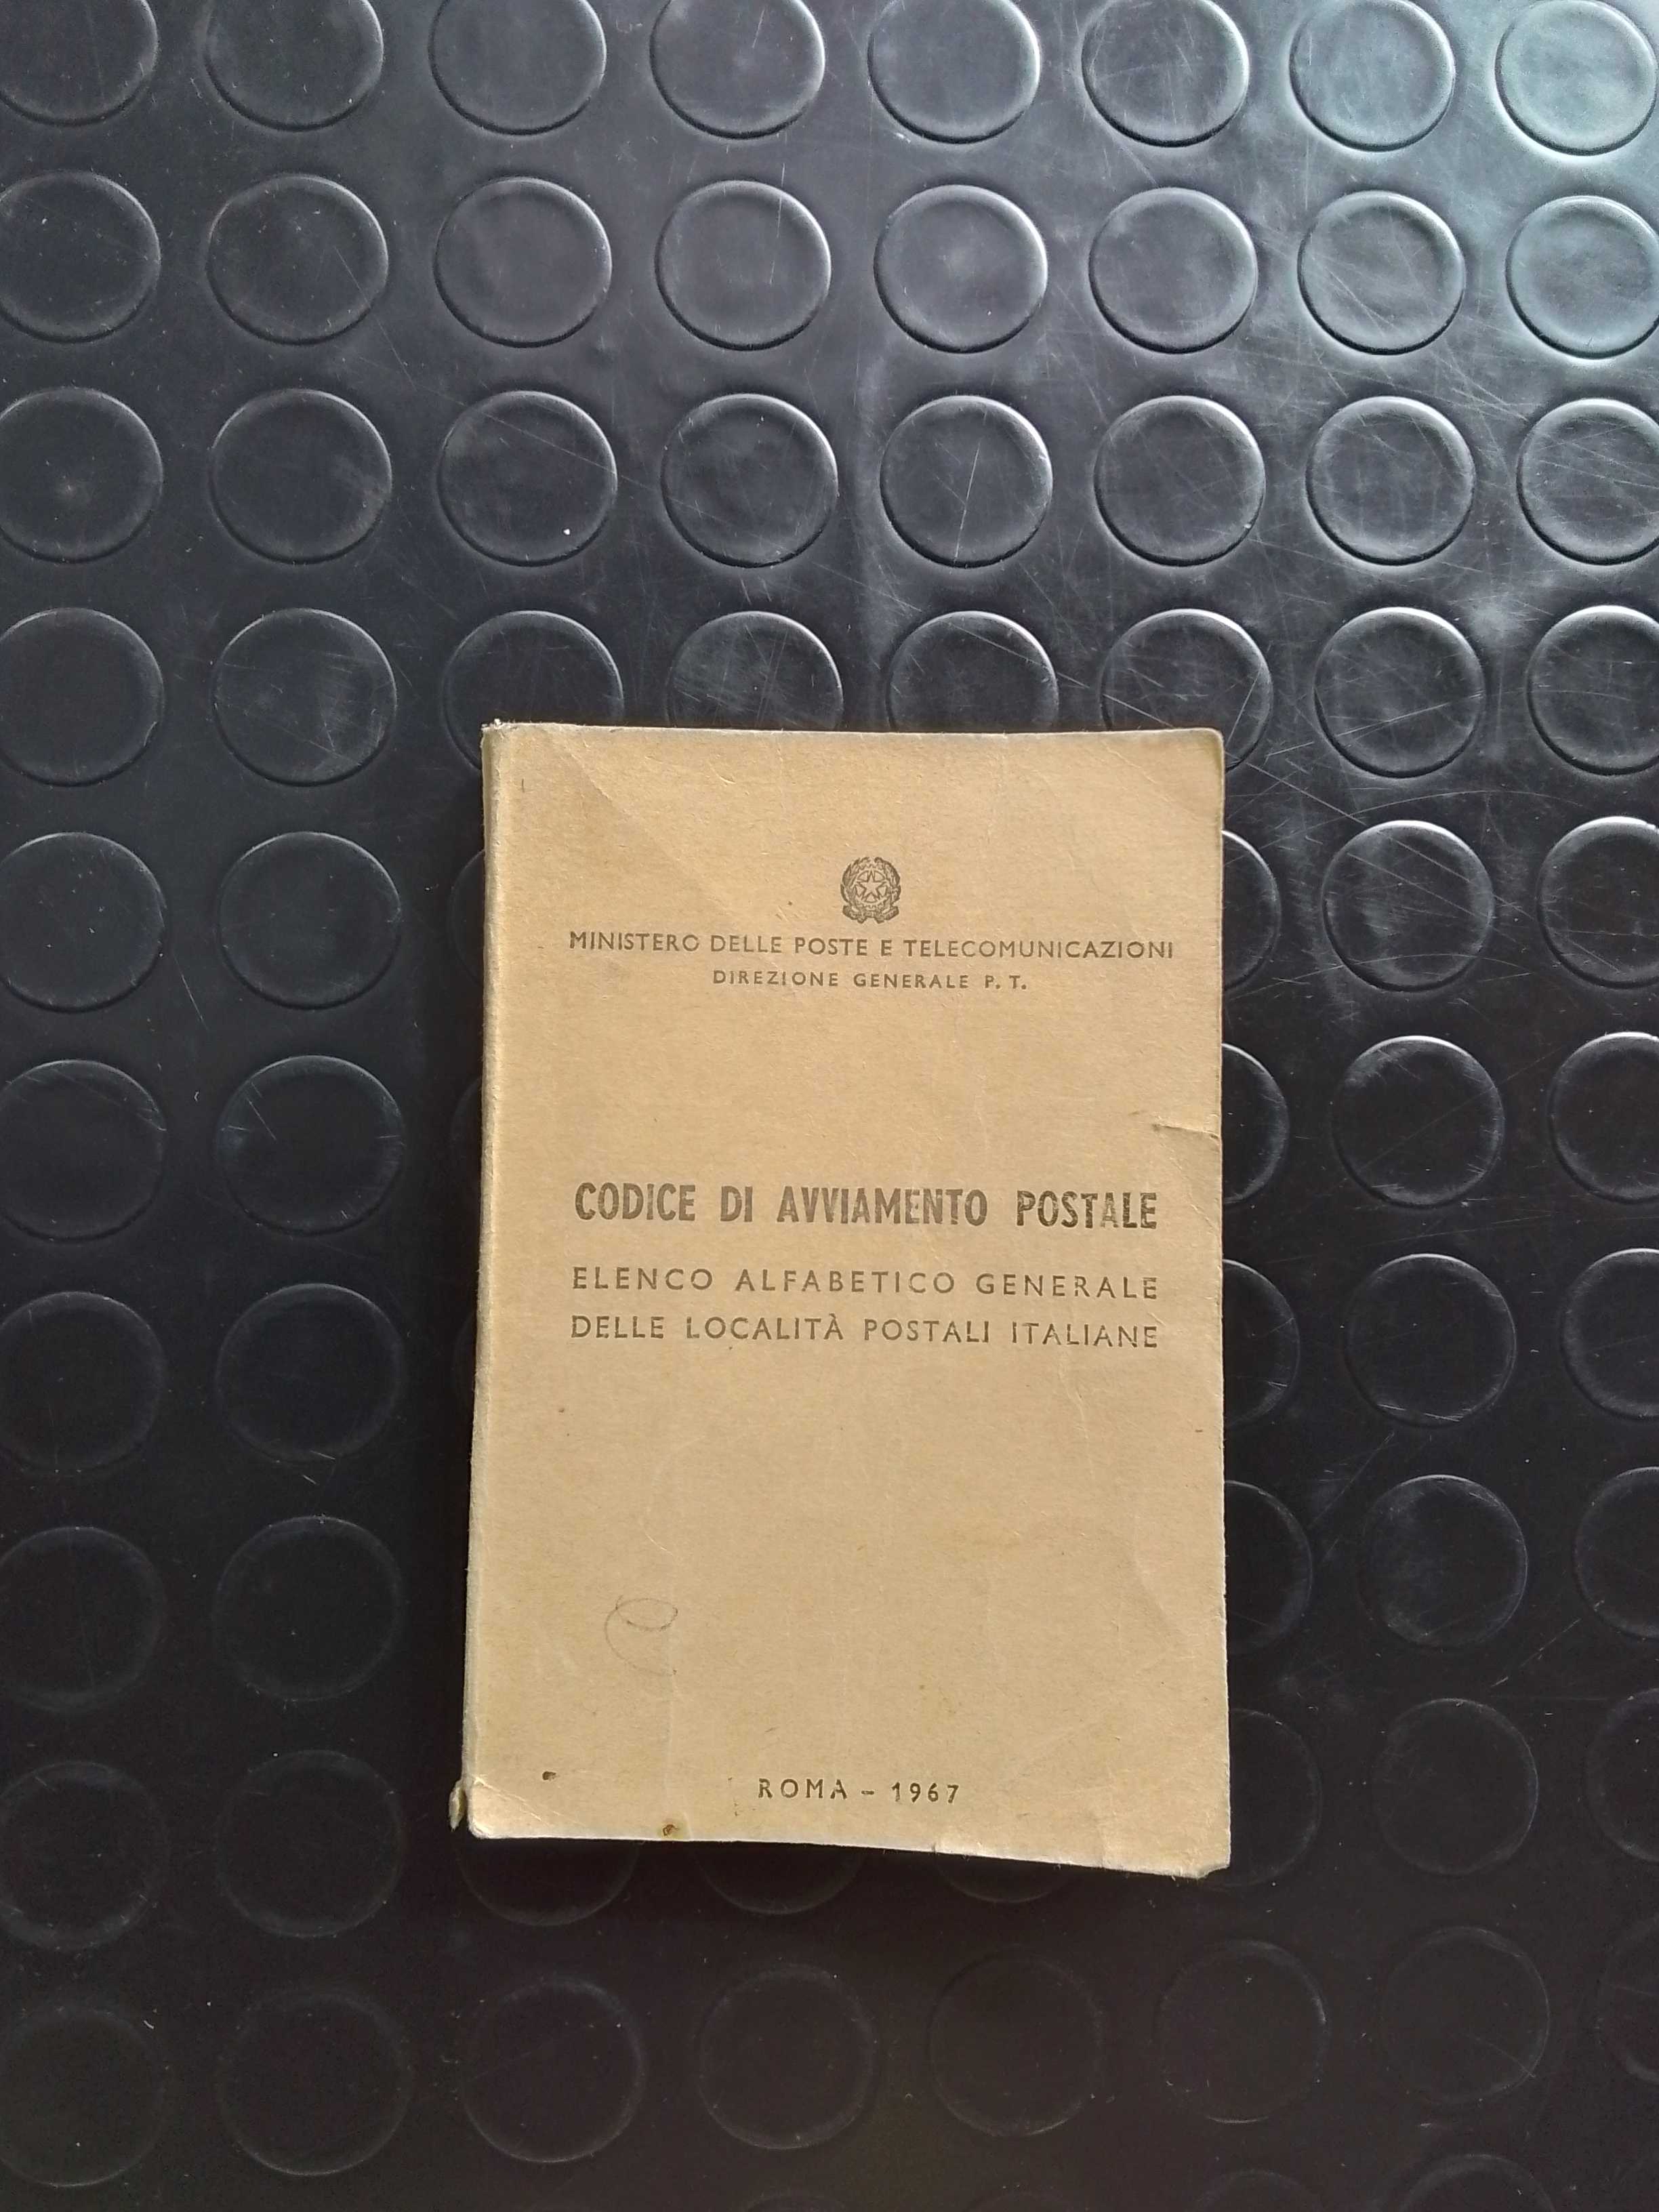 MINISTERO DELLE POSTE E TELECOMUNICAZIONI
DIREZIONE GENERALE P. T.
CODICE DI AVVIAMENTO POSTALE
ELENCO ALFABETICO GENERALE
DELLE LOCALITÀ POSTALI ITALIANE
ROMA - 1967